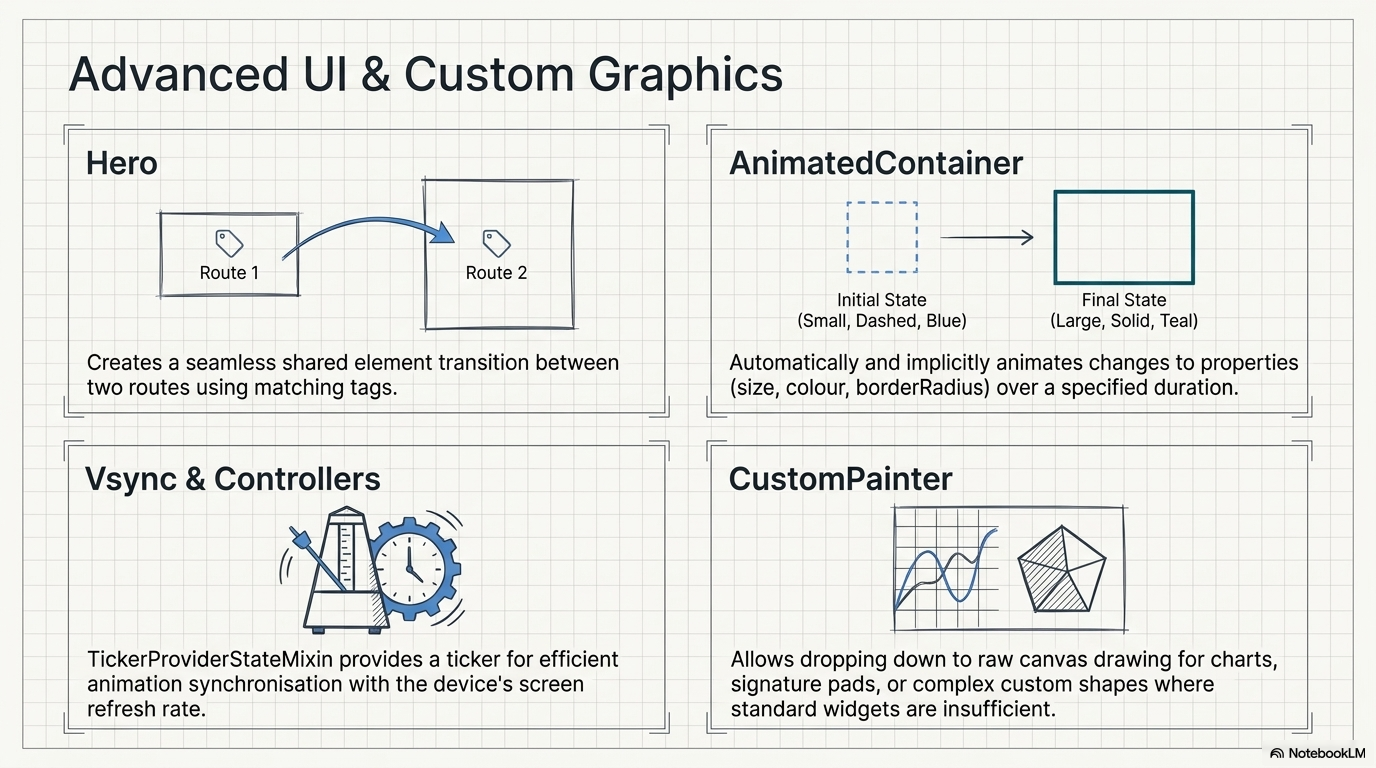 Advanced UI & Custom Graphics
Hero
Route 1
Route 2
Creates a seamless shared element transition between
two routes using matching tags.
AnimatedContainer
Initial State
(Small, Dashed, Blue)
Final State
(Large, Solid, Teal)
Automatically and implicitly animates changes to properties
(size, colour, borderRadius) over a specified duration.
Vsync & Controllers
TickerProviderStateMixin provides a ticker for efficient
animation synchronisation with the device's screen
refresh rate.
CustomPainter
Allows dropping down to raw canvas drawing for charts,
signature pads, or complex custom shapes where
standard widgets are insufficient.
NotebookLM